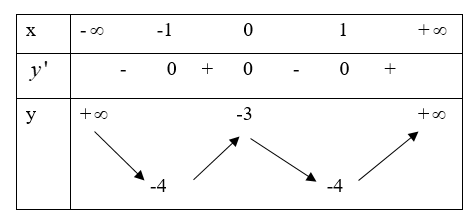 x -∞ -1 0 1 +∞
y' - 0 + 0 - 0 +
y +∞ -3 +∞
-4 -4